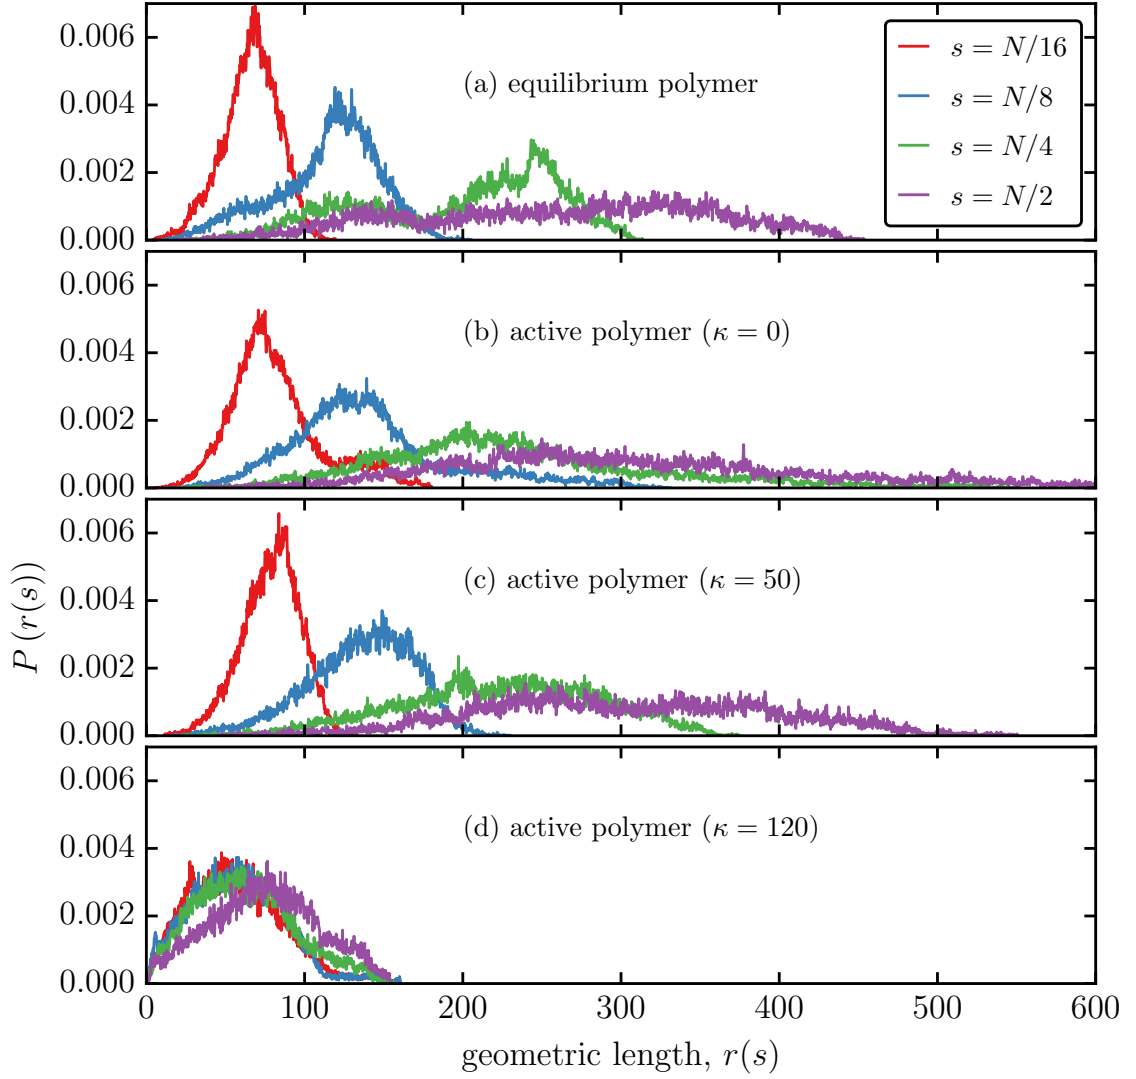 0.006
0.004
0.002
0.000
(a) equilibrium polymer
s = N/16
s = N/8
s = N/4
s = N/2
0.006
0.004
0.002
0.000
(b) active polymer (κ = 0)
0.006
0.004
0.002
0.000
(c) active polymer (κ = 50)
0.006
0.004
0.002
0.000
(d) active polymer (κ = 120)
P (r(s))
0 100 200 300 400 500 600
geometric length, r(s)